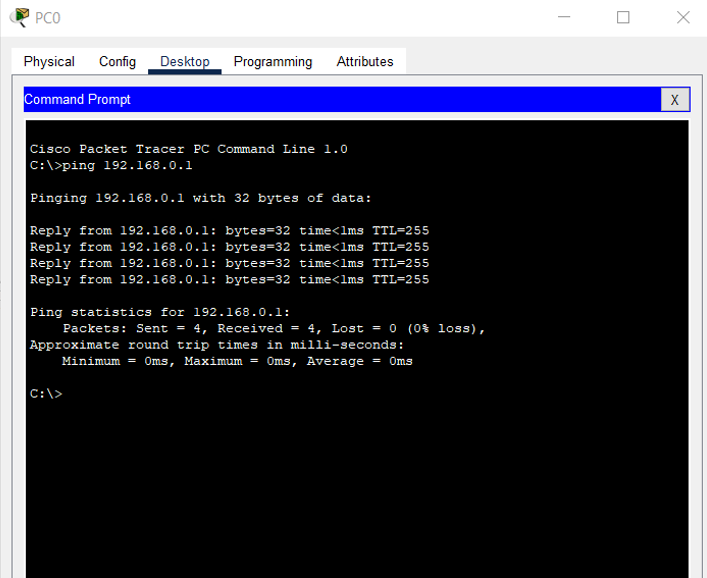 PC0
Physical Config Desktop Programming Attributes
Command Prompt
X
Cisco Packet Tracer PC Command Line 1.0
C:\>ping 192.168.0.1
Pinging 192.168.0.1 with 32 bytes of data:
Reply from 192.168.0.1: bytes=32 time<1ms TTL=255
Reply from 192.168.0.1: bytes=32 time<1ms TTL=255
Reply from 192.168.0.1: bytes=32 time<1ms TTL=255
Reply from 192.168.0.1: bytes=32 time<1ms TTL=255
Ping statistics for 192.168.0.1:
Packets: Sent = 4, Received = 4, Lost = 0 (0% loss),
Approximate round trip times in milli-seconds:
Minimum = 0ms, Maximum = 0ms, Average = 0ms
C:\>